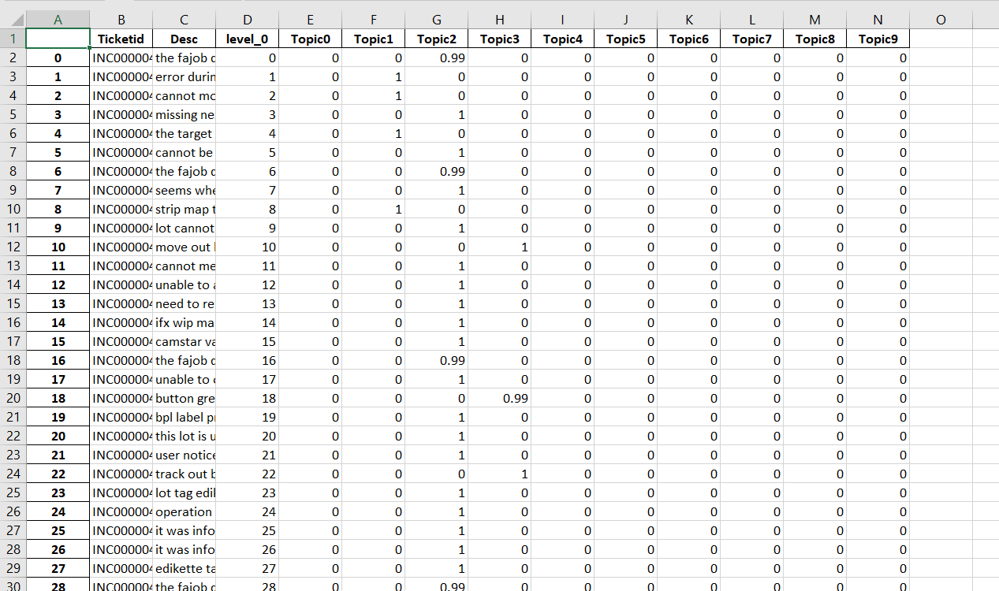 A B C D E F G H I J K L M N O
1 Ticketid Desc level_0 Topic0 Topic1 Topic2 Topic3 Topic4 Topic5 Topic6 Topic7 Topic8 Topic9
2 0 INC000004 the fajob 0 0 0 0.99 0 0 0 0 0 0 0
3 1 INC000004 error durin 1 0 1 0 0 0 0 0 0 0 0
4 2 INC000004 cannot mo 2 0 1 0 0 0 0 0 0 0 0
5 3 INC000004 missing ne 3 0 0 1 0 0 0 0 0 0 0
6 4 INC000004 the target 4 0 1 0 0 0 0 0 0 0 0
7 5 INC000004 cannot be 5 0 0 1 0 0 0 0 0 0 0
8 6 INC000004 the fajob 6 0 0 0.99 0 0 0 0 0 0 0
9 7 INC000004 seems whe 7 0 0 1 0 0 0 0 0 0 0
10 8 INC000004 strip map t 8 0 1 0 0 0 0 0 0 0 0
11 9 INC000004 lot cannot 9 0 0 1 0 0 0 0 0 0 0
12 10 INC000004 move out 10 0 0 0 1 0 0 0 0 0 0
13 11 INC000004 cannot me 11 0 0 1 0 0 0 0 0 0 0
14 12 INC000004 unable to 12 0 0 1 0 0 0 0 0 0 0
15 13 INC000004 need to re 13 0 0 1 0 0 0 0 0 0 0
16 14 INC000004 ifx wip ma 14 0 0 1 0 0 0 0 0 0 0
17 15 INC000004 camstar va 15 0 0 1 0 0 0 0 0 0 0
18 16 INC000004 the fajob 16 0 0 0.99 0 0 0 0 0 0 0
19 17 INC000004 unable to 17 0 0 1 0 0 0 0 0 0 0
20 18 INC000004 button gre 18 0 0 0 0.99 0 0 0 0 0 0
21 19 INC000004 bpl label p 19 0 0 1 0 0 0 0 0 0 0
22 20 INC000004 this lot is u 20 0 0 1 0 0 0 0 0 0 0
23 21 INC000004 user notice 21 0 0 1 0 0 0 0 0 0 0
24 22 INC000004 track out b 22 0 0 0 1 0 0 0 0 0 0
25 23 INC000004 lot tag edi 23 0 0 1 0 0 0 0 0 0 0
26 24 INC000004 operation 24 0 0 1 0 0 0 0 0 0 0
27 25 INC000004 it was info 25 0 0 1 0 0 0 0 0 0 0
28 26 INC000004 it was info 26 0 0 1 0 0 0 0 0 0 0
29 27 INC000004 edikette ta 27 0 0 1 0 0 0 0 0 0 0
30 28 INC000004 the fajob 28 0 0 0.99 0 0 0 0 0 0 0